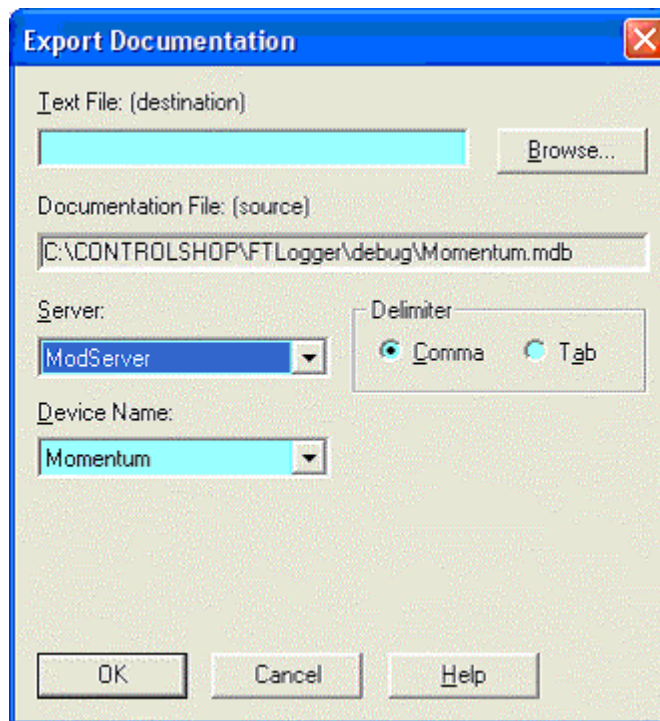 Export Documentation
Text File: (destination)
Browse...
Documentation File: (source)
C:\CONTROLSHOP\FTLogger\debug\Momentum.mdb
Server:
ModServer
Delimiter
Comma
Tab
Device Name:
Momentum
OK
Cancel
Help